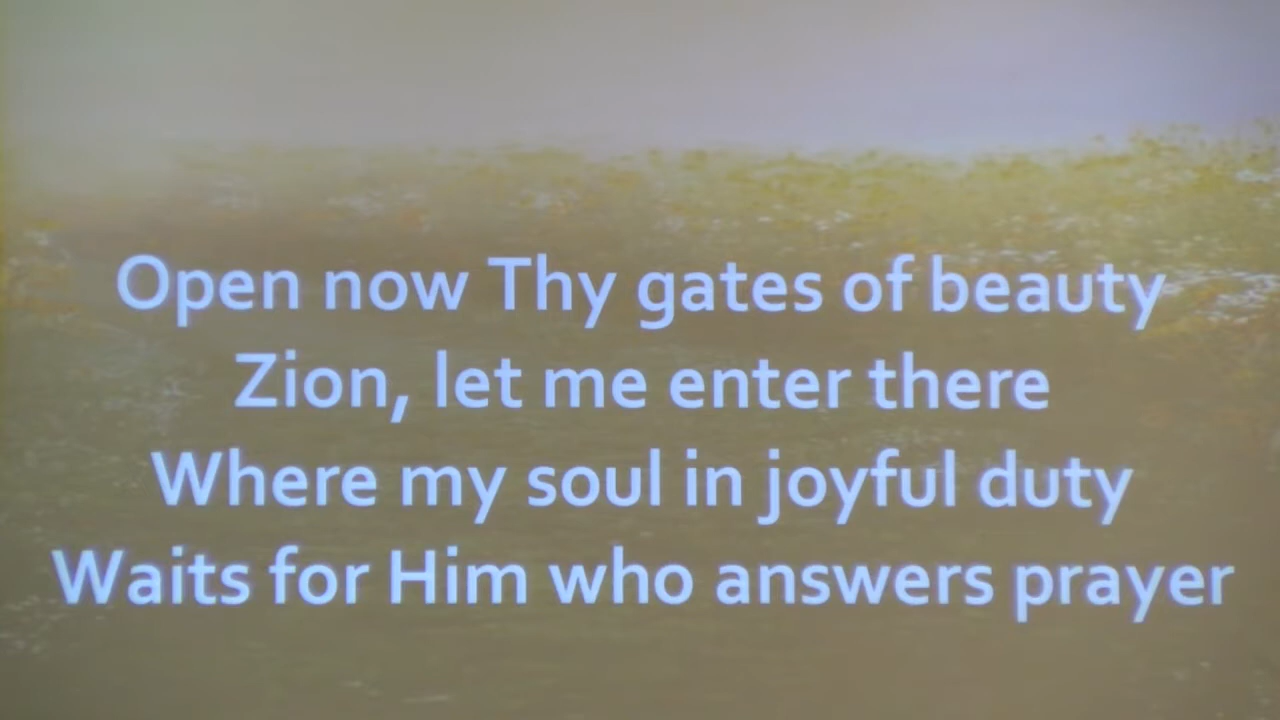 Open now Thy gates of beauty
Zion, let me enter there
Where my soul in joyful duty
Waits for Him who answers prayer